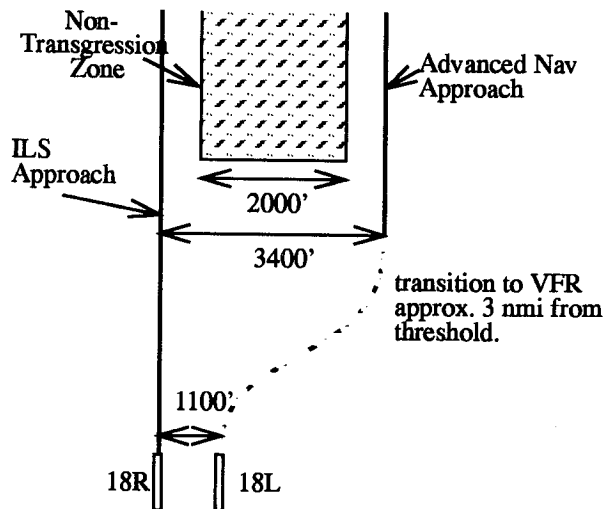 Non-
Transgression
Zone
Advanced Nav
Approach
ILS
Approach
2000'
3400'
transition to VFR
approx. 3 nmi from
threshold.
1100'
18R
18L